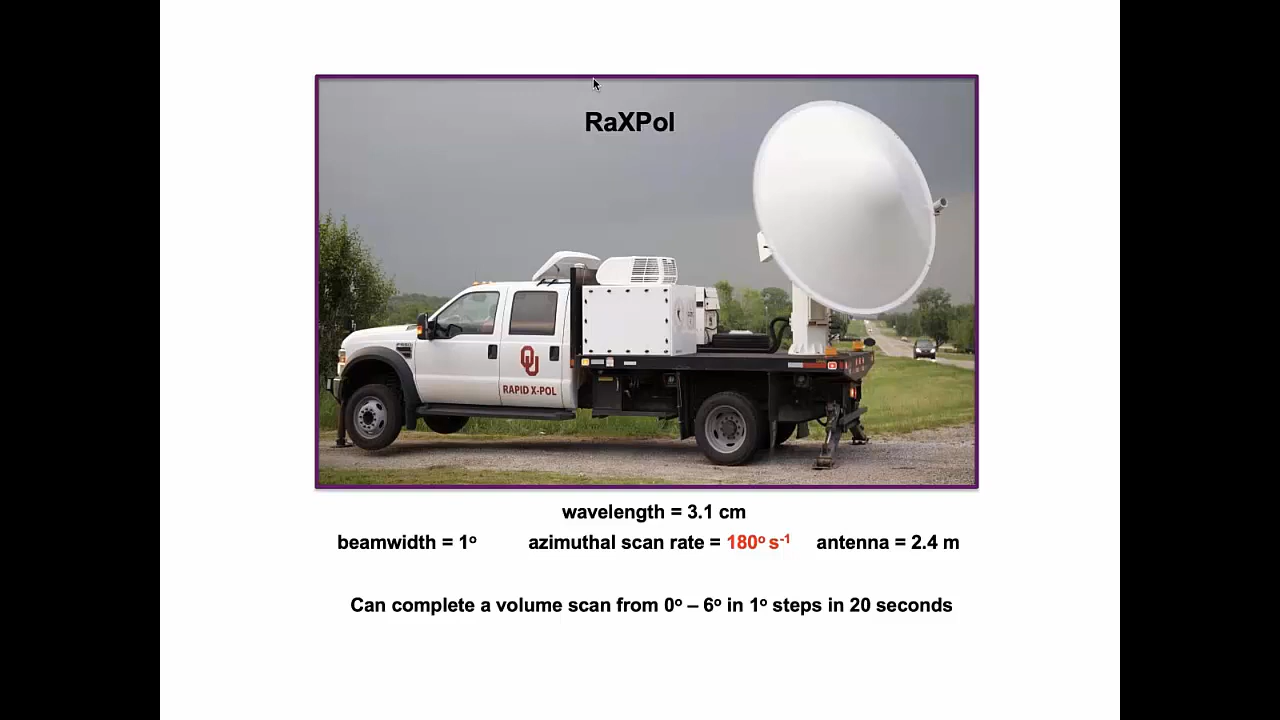 RaXPol
OU
RAPID X-POL
wavelength = 3.1 cm
beamwidth = 1º azimuthal scan rate = 180º s⁻¹ antenna = 2.4 m
Can complete a volume scan from 0º – 6º in 1º steps in 20 seconds